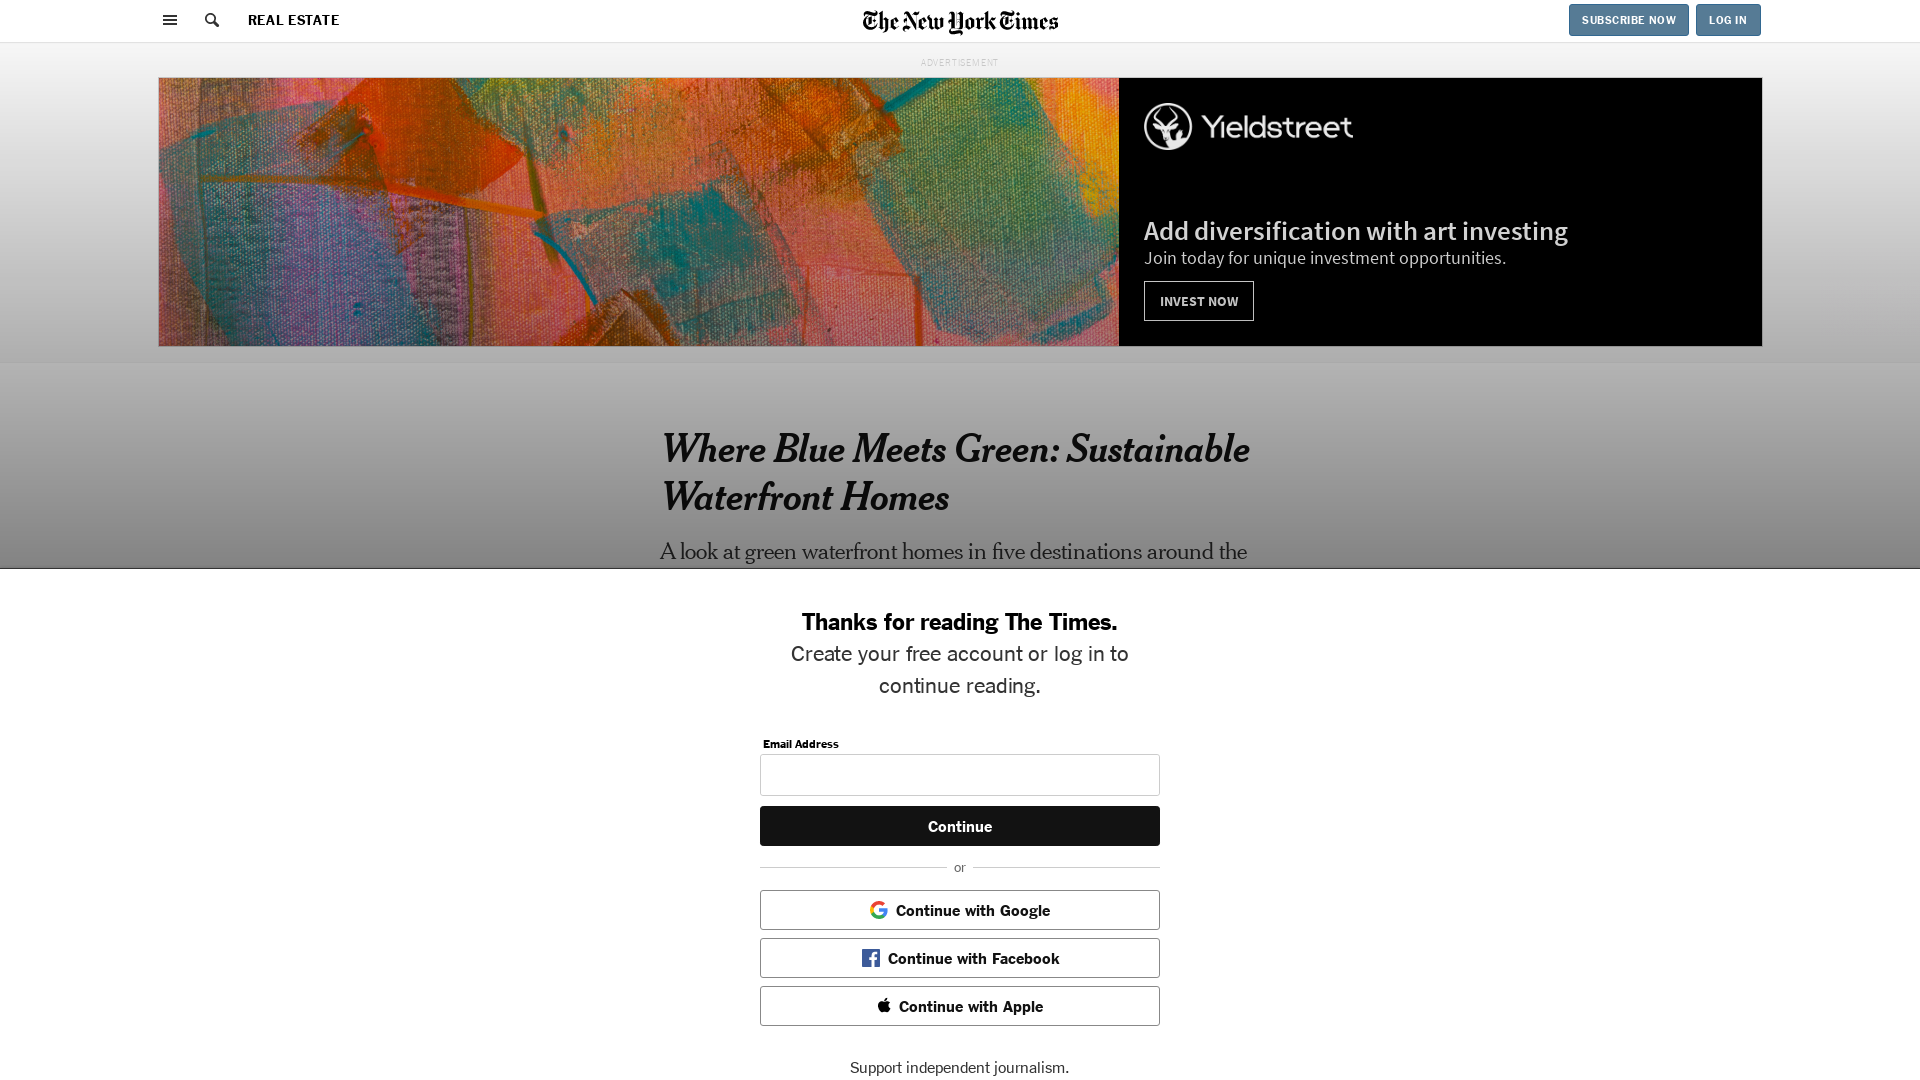 REAL ESTATE
The New York Times
SUBSCRIBE NOW
LOG IN
ADVERTISEMENT
Yieldstreet
Add diversification with art investing
Join today for unique investment opportunities.
INVEST NOW
Where Blue Meets Green: Sustainable
Waterfront Homes
A look at green waterfront homes in five destinations around the
Thanks for reading The Times.
Create your free account or log in to
continue reading.
Email Address
Continue
or
Continue with Google
Continue with Facebook
Continue with Apple
Support independent journalism.